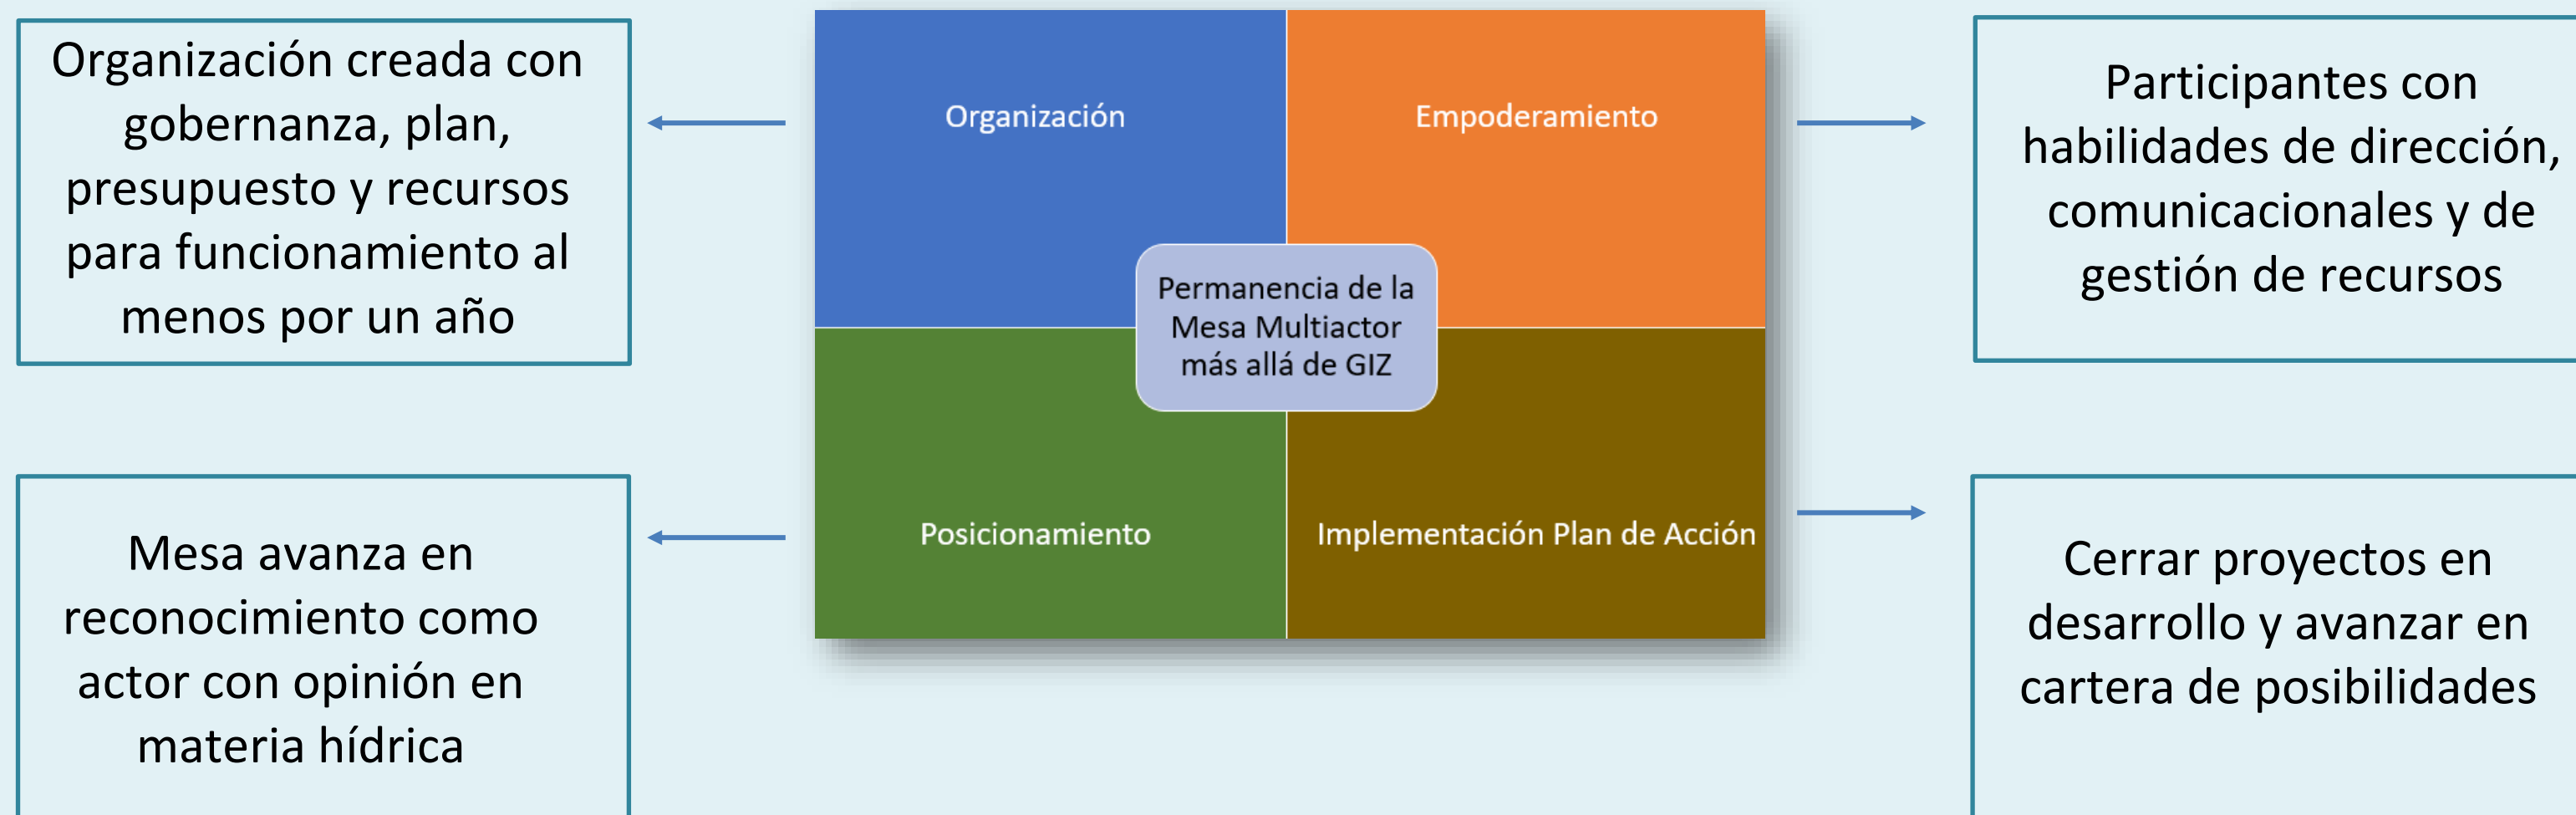 Organización creada con
gobernanza, plan,
presupuesto y recursos
para funcionamiento al
menos por un año
Organización
Empoderamiento
Participantes con
habilidades de dirección,
comunicacionales y de
gestión de recursos
Permanencia de la
Mesa Multiactor
más allá de GIZ
Mesa avanza en
reconocimiento como
actor con opinión en
materia hídrica
Posicionamiento
Implementación Plan de Acción
Cerrar proyectos en
desarrollo y avanzar en
cartera de posibilidades